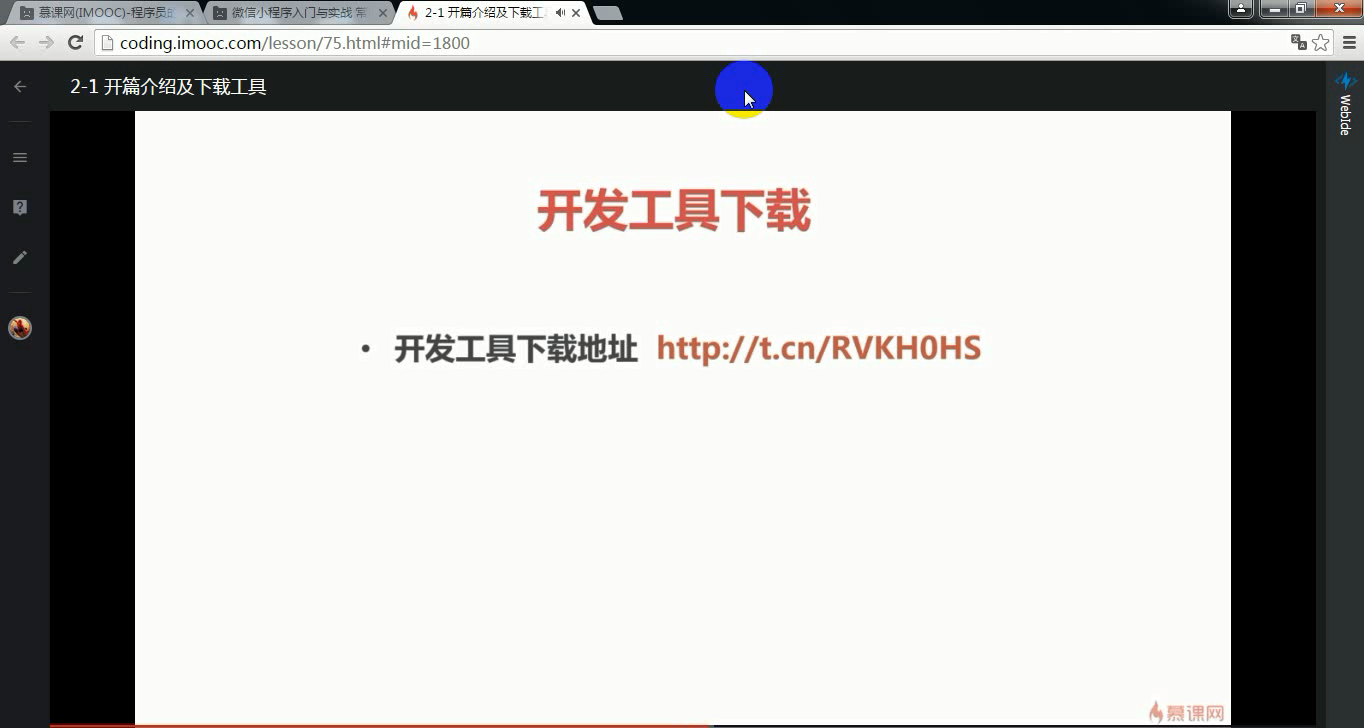 慕课网(IMOOC)-程序员
微信小程序入门与实战 常
2-1 开篇介绍及下载工
coding.imooc.com/lesson/75.html#mid=1800
2-1 开篇介绍及下载工具
WebIde
开发工具下载
• 开发工具下载地址 http://t.cn/RVKH0HS
慕课网